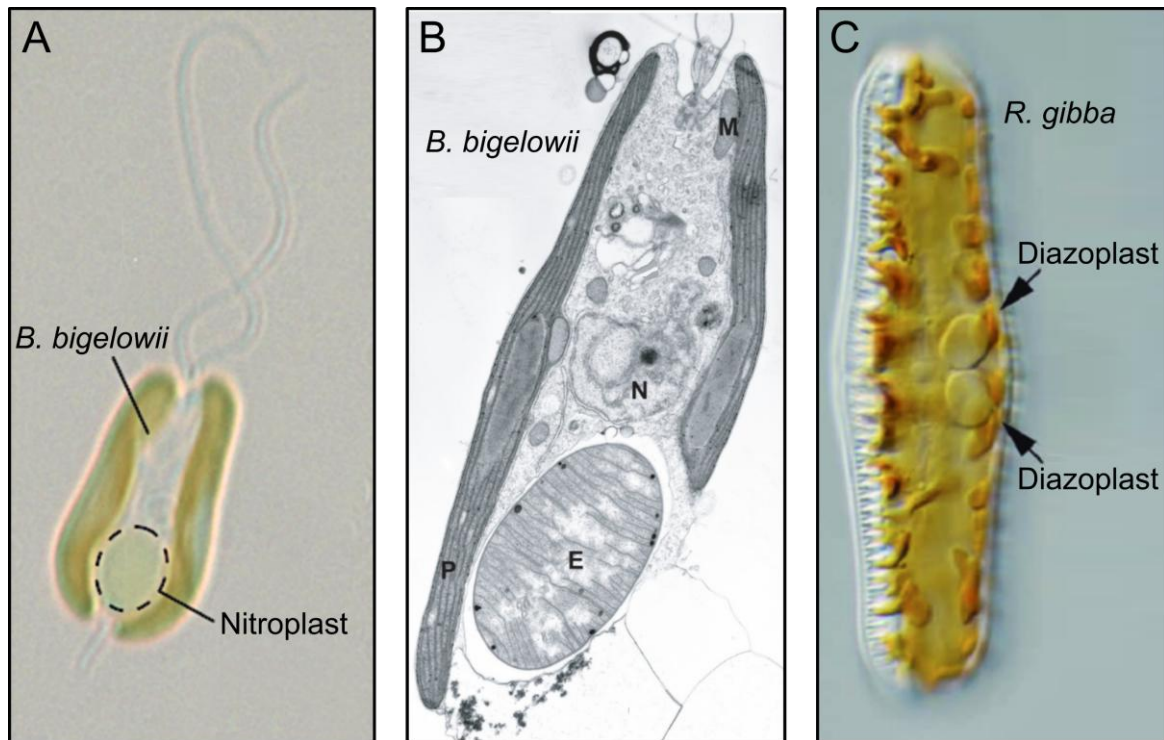 A
B. bigelowii
Nitroplast
B
B. bigelowii
M
N
E
P
C
R. gibba
Diazoplast
Diazoplast